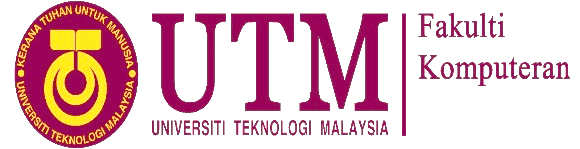 KERANA TUHAN UNTUK MANUSIA
UNIVERSITI TEKNOLOGI MALAYSIA
UTM
UNIVERSITI TEKNOLOGI MALAYSIA
Fakulti
Komputeran